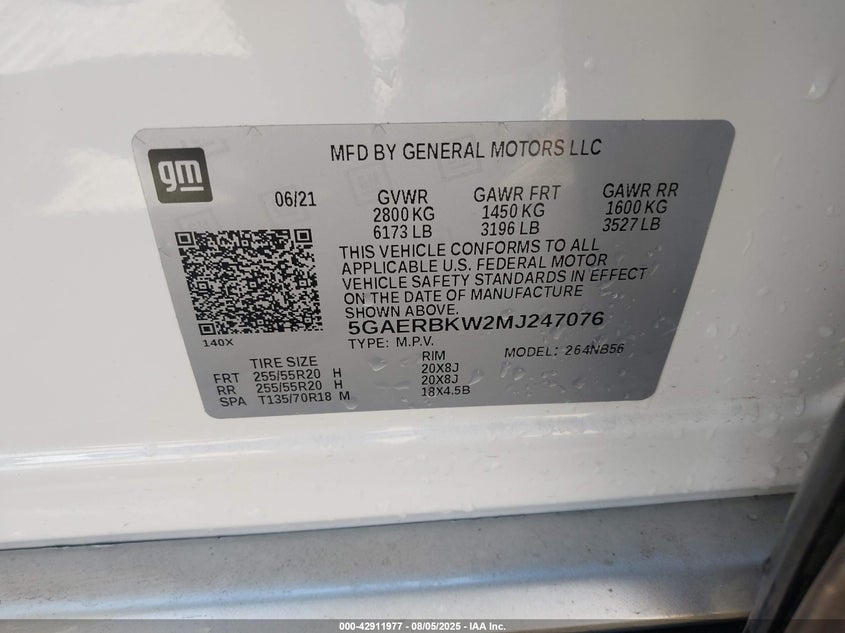 gm
MFD BY GENERAL MOTORS LLC
06/21
GVWR GAWR FRT GAWR RR
2800 KG 1450 KG 1600 KG
6173 LB 3196 LB 3527 LB
THIS VEHICLE CONFORMS TO ALL
APPLICABLE U.S. FEDERAL MOTOR
VEHICLE SAFETY STANDARDS IN EFFECT
ON THE DATE OF MANUFACTURE
SHOWN ABOVE.
140X
5GAERBKW2MJ247076
TYPE: M.P.V. MODEL: 264NB56
TIRE SIZE RIM
FRT 255/55R20 H 20X8J
RR 255/55R20 H 20X8J
SPA T135/70R18 M 18X4.5B
000-42911977 - 08/05/2025 - IAA Inc.